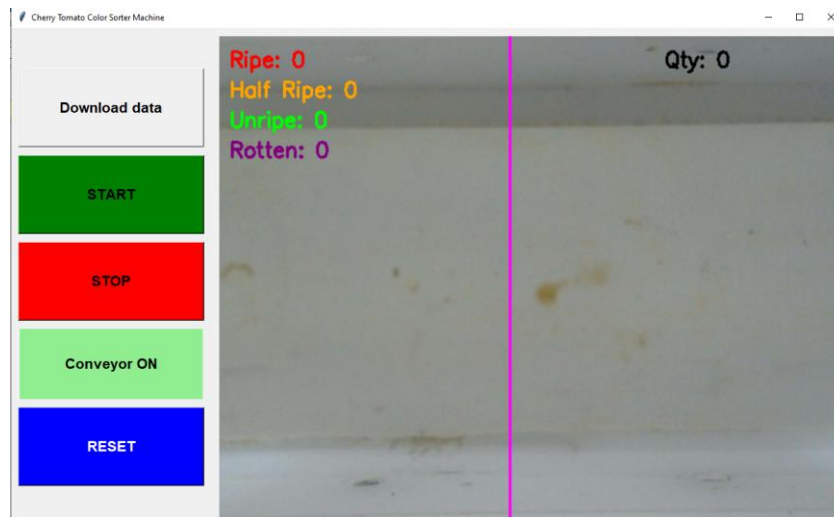 Cherry Tomato Color Sorter Machine
Download data
START
STOP
Conveyor ON
RESET
Ripe: 0
Half Ripe: 0
Unripe: 0
Rotten: 0
Qty: 0